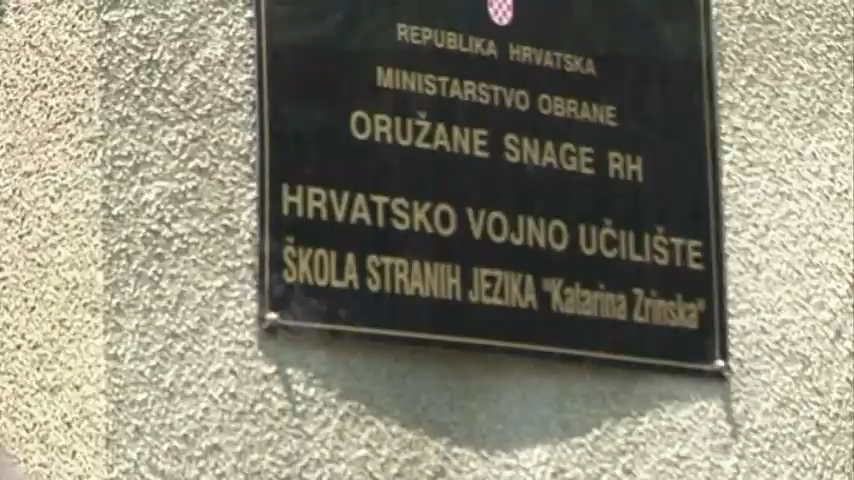 REPUBLIKA HRVATSKA
MINISTARSTVO OBRANE
ORUŽANE SNAGE RH
HRVATSKO VOJNO UČILIŠTE
ŠKOLA STRANIH JEZIKA "Katarina Zrinska"